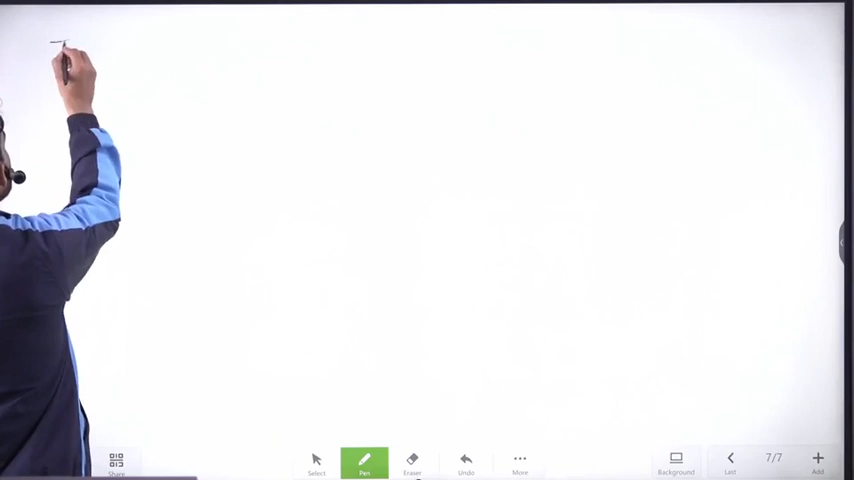 Share
Select
Pen
Eraser
Undo
More
Background
Last
7/7
Add